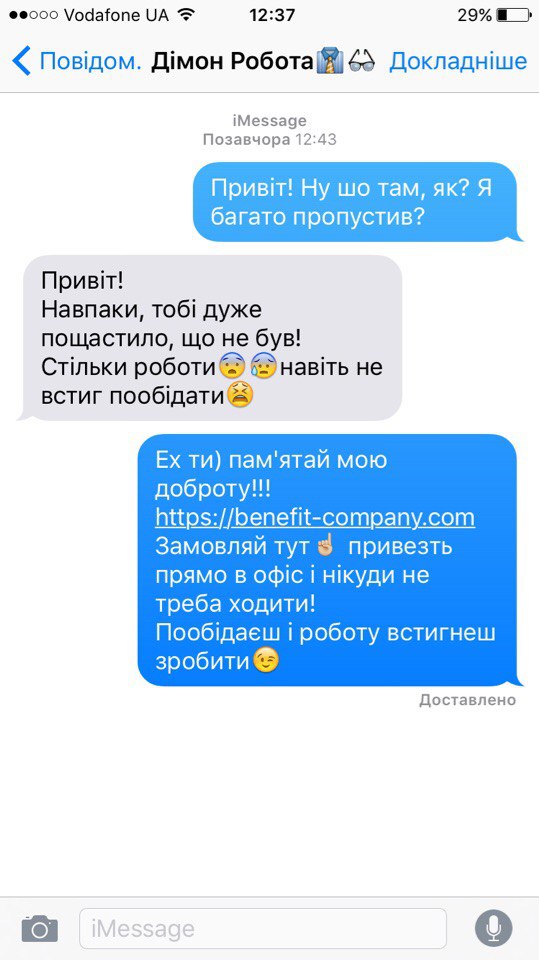 ●●○○○ Vodafone UA 12:37 29%
Повідом. Дімон Робота👔👓 Докладніше
iMessage
Позавчора 12:43
Привіт! Ну шо там, як? Я
багато пропустив?
Привіт!
Навпаки, тобі дуже
пощастило, що не був!
Стільки роботи😨😰навіть не
встиг пообідати😫
Ех ти) пам'ятай мою
доброту!!!
https://benefit-company.com
Замовляй тут☝🏼 привезть
прямо в офіс і нікуди не
треба ходити!
Пообідаєш і роботу встигнеш
зробити😉
Доставлено
iMessage